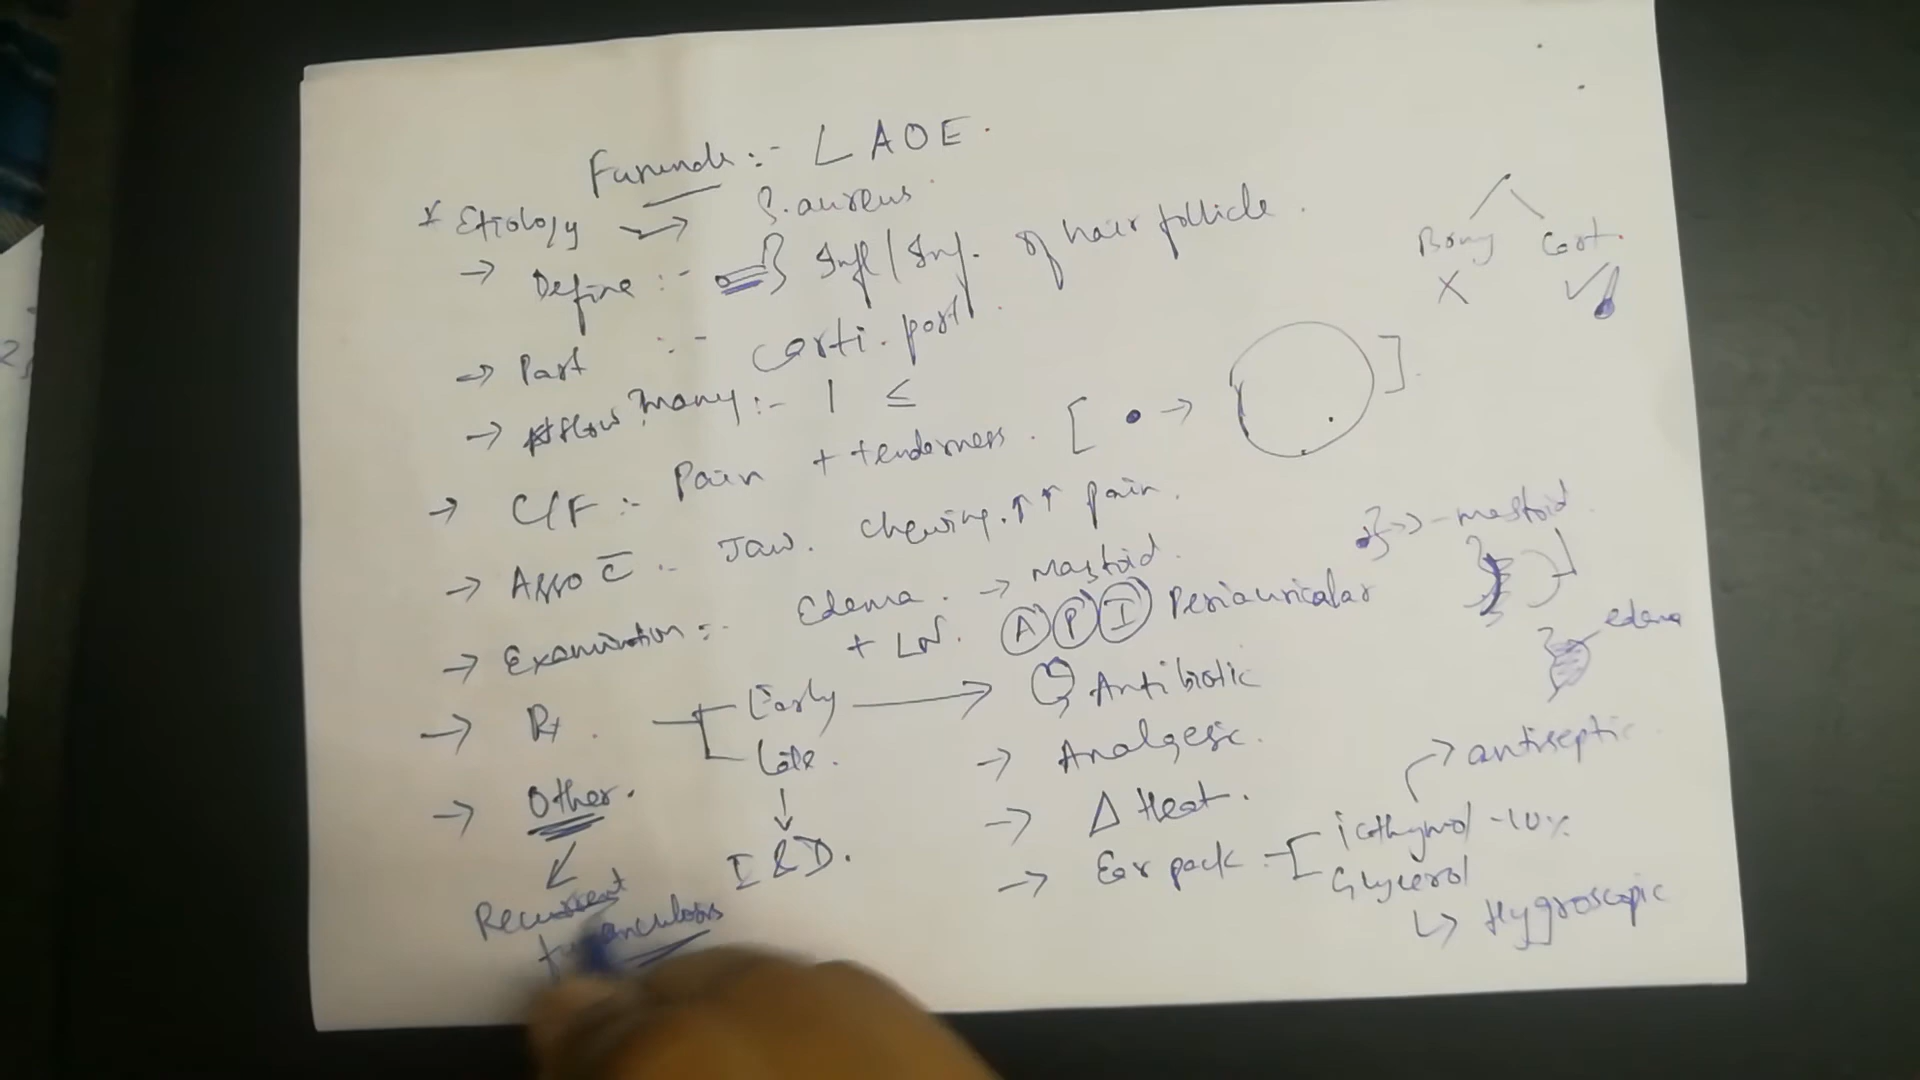 Furuncle :- LAOE.
* Etiology → S. aureus.
→ Define :- Infl / Inf. of hair follicle.
Bony Cart.
X ✓
→ Part :- Carti. part.
→ How many :- 1 ≤
→ C/F :- Pain + tenderness. [ • → ]
→ Asso c̅ :- Jaw. Chewing. ↑↑ pain.
→ mastoid
→ Examination :- Edema. → Mastoid.
+ LN. A P I Periauricular
edema
→ Rx. Early → Antibiotic
Late. → Analgesic.
→ Other. ↓ → Δ Heat.
I & D. → Ear pack :- icthymol - 10%
→ antiseptic
Glycerol
↳ Hygroscopic
Recurrent